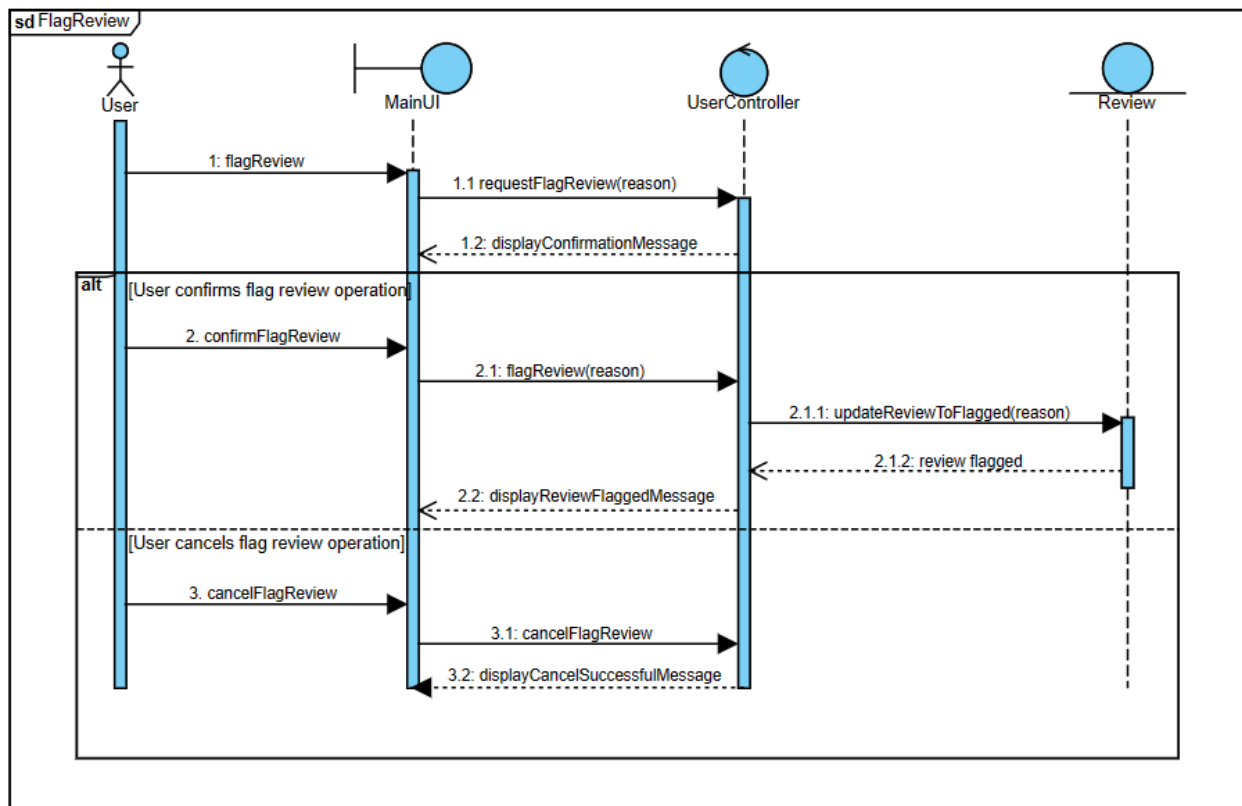 sd FlagReview
User
MainUI
UserController
Review
1: flagReview
1.1 requestFlagReview(reason)
1.2: displayConfirmationMessage
alt
[User confirms flag review operation]
2. confirmFlagReview
2.1: flagReview(reason)
2.1.1: updateReviewToFlagged(reason)
2.1.2: review flagged
2.2: displayReviewFlaggedMessage
[User cancels flag review operation]
3. cancelFlagReview
3.1: cancelFlagReview
3.2: displayCancelSuccessfulMessage